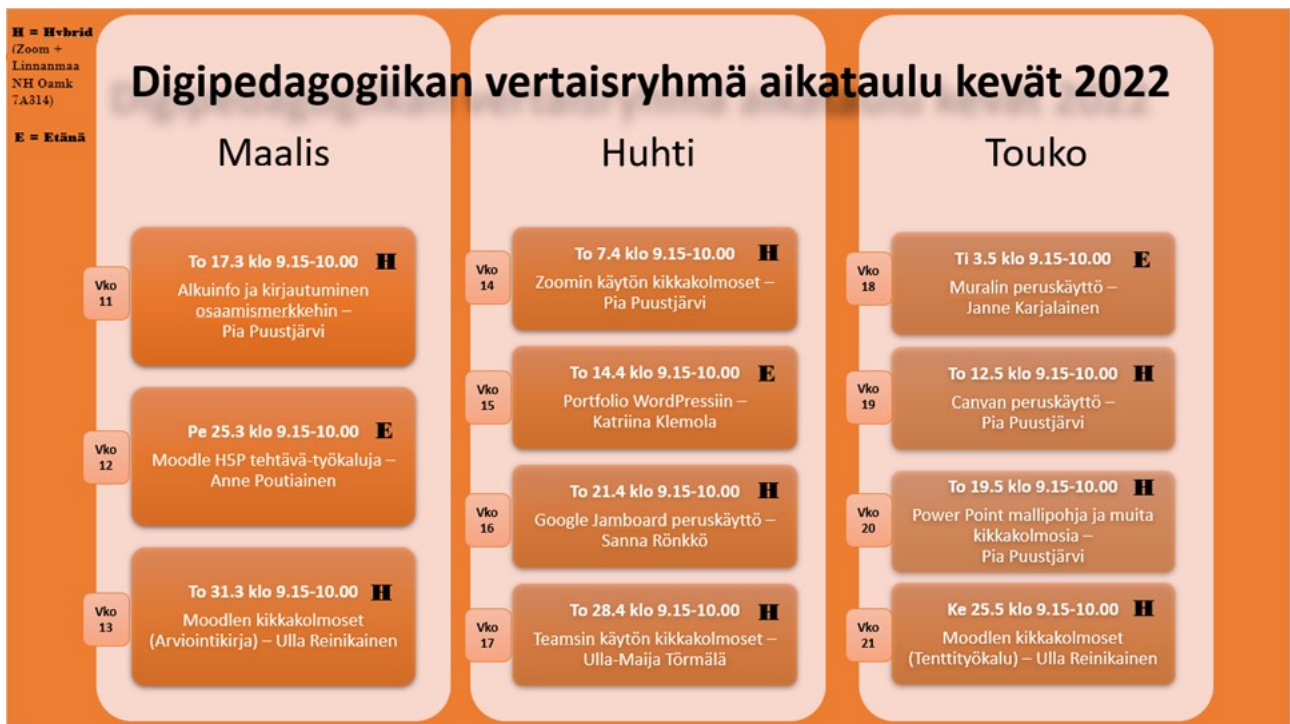 H = Hybrid
(Zoom +
Linnanmaa
NH Oamk
7A314)
E = Etänä
Digipedagogiikan vertaisryhmä aikataulu kevät 2022
Maalis
Vko
11
To 17.3 klo 9.15-10.00 H
Alkuinfo ja kirjautuminen
osaamismerkkehin –
Pia Puustjärvi
Vko
12
Pe 25.3 klo 9.15-10.00 E
Moodle H5P tehtävä-työkaluja –
Anne Poutiainen
Vko
13
To 31.3 klo 9.15-10.00 H
Moodlen kikkakolmoset
(Arviointikirja) – Ulla Reinikainen
Huhti
Vko
14
To 7.4 klo 9.15-10.00 H
Zoomin käytön kikkakolmoset –
Pia Puustjärvi
Vko
15
To 14.4 klo 9.15-10.00 E
Portfolio WordPressiin –
Katriina Klemola
Vko
16
To 21.4 klo 9.15-10.00 H
Google Jamboard peruskäyttö –
Sanna Rönkkö
Vko
17
To 28.4 klo 9.15-10.00 H
Teamsin käytön kikkakolmoset –
Ulla-Maija Törmälä
Touko
Vko
18
Ti 3.5 klo 9.15-10.00 E
Muralin peruskäyttö –
Janne Karjalainen
Vko
19
To 12.5 klo 9.15-10.00 H
Canvan peruskäyttö –
Pia Puustjärvi
Vko
20
To 19.5 klo 9.15-10.00 H
Power Point mallipohja ja muita
kikkakolmosia –
Pia Puustjärvi
Vko
21
Ke 25.5 klo 9.15-10.00 H
Moodlen kikkakolmoset
(Tenttityökalu) – Ulla Reinikainen